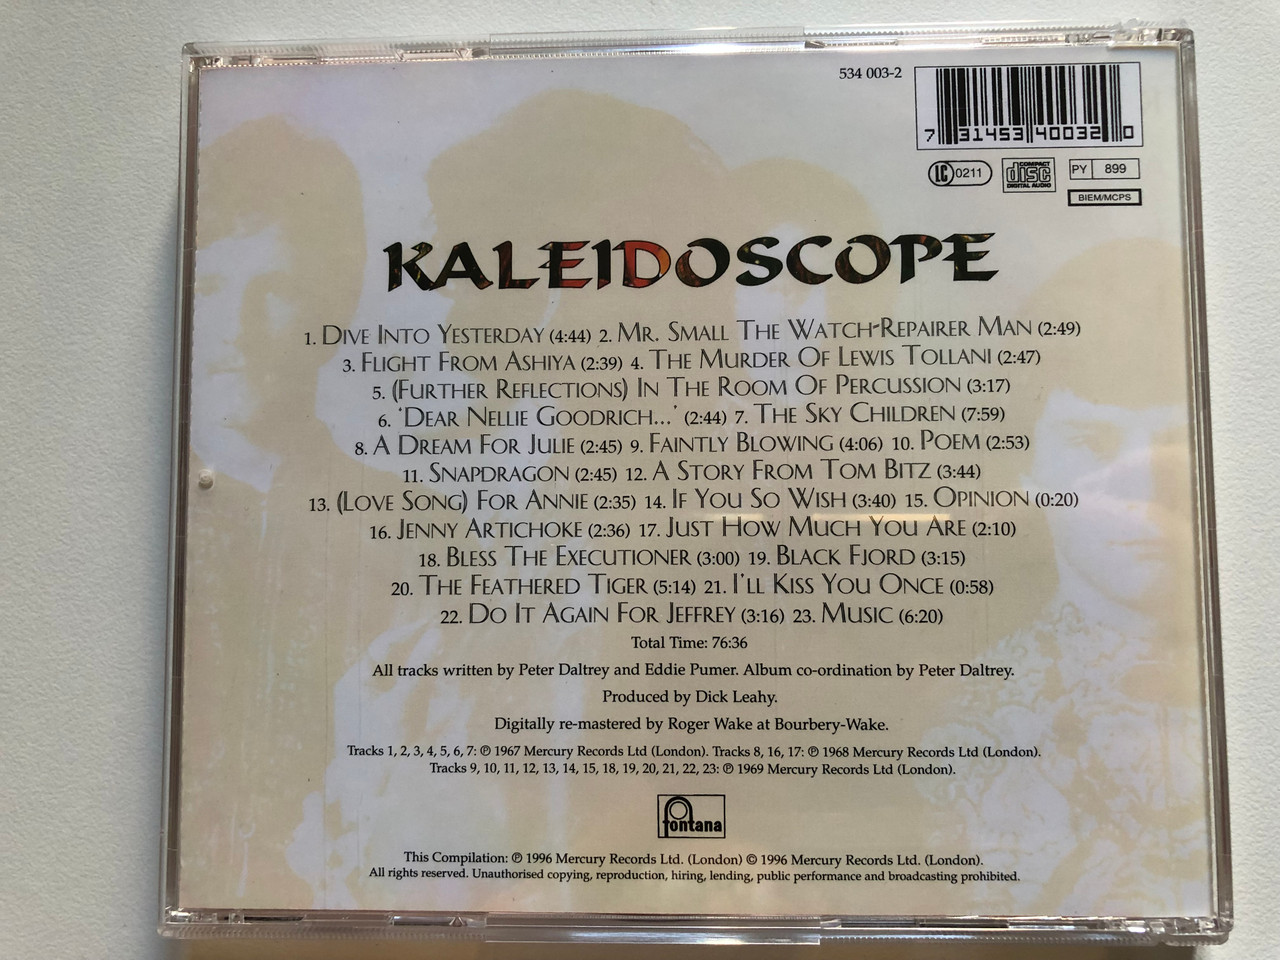 534 003-2
7 31453 40032 0
LC 0211
COMPACT
disc
DIGITAL AUDIO
PY 899
BIEM/MCPS
KALEIDOSCOPE
1. DIVE INTO YESTERDAY (4:44) 2. MR. SMALL THE WATCH-REPAIRER MAN (2:49)
3. FLIGHT FROM ASHIYA (2:39) 4. THE MURDER OF LEWIS TOLLANI (2:47)
5. (FURTHER REFLECTIONS) IN THE ROOM OF PERCUSSION (3:17)
6. 'DEAR NELLIE GOODRICH...' (2:44) 7. THE SKY CHILDREN (7:59)
8. A DREAM FOR JULIE (2:45) 9. FAINTLY BLOWING (4:06) 10. POEM (2:53)
11. SNAPDRAGON (2:45) 12. A STORY FROM TOM BITZ (3:44)
13. (LOVE SONG) FOR ANNIE (2:35) 14. IF YOU SO WISH (3:40) 15. OPINION (0:20)
16. JENNY ARTICHOKE (2:36) 17. JUST HOW MUCH YOU ARE (2:10)
18. BLESS THE EXECUTIONER (3:00) 19. BLACK FJORD (3:15)
20. THE FEATHERED TIGER (5:14) 21. I'LL KISS YOU ONCE (0:58)
22. DO IT AGAIN FOR JEFFREY (3:16) 23. MUSIC (6:20)
Total Time: 76:36
All tracks written by Peter Daltrey and Eddie Pumer. Album co-ordination by Peter Daltrey.
Produced by Dick Leahy.
Digitally re-mastered by Roger Wake at Bourbery-Wake.
Tracks 1, 2, 3, 4, 5, 6, 7: ℗ 1967 Mercury Records Ltd (London). Tracks 8, 16, 17: ℗ 1968 Mercury Records Ltd (London).
Tracks 9, 10, 11, 12, 13, 14, 15, 18, 19, 20, 21, 22, 23: ℗ 1969 Mercury Records Ltd (London).
fontana
This Compilation: ℗ 1996 Mercury Records Ltd. (London) © 1996 Mercury Records Ltd. (London).
All rights reserved. Unauthorised copying, reproduction, hiring, lending, public performance and broadcasting prohibited.